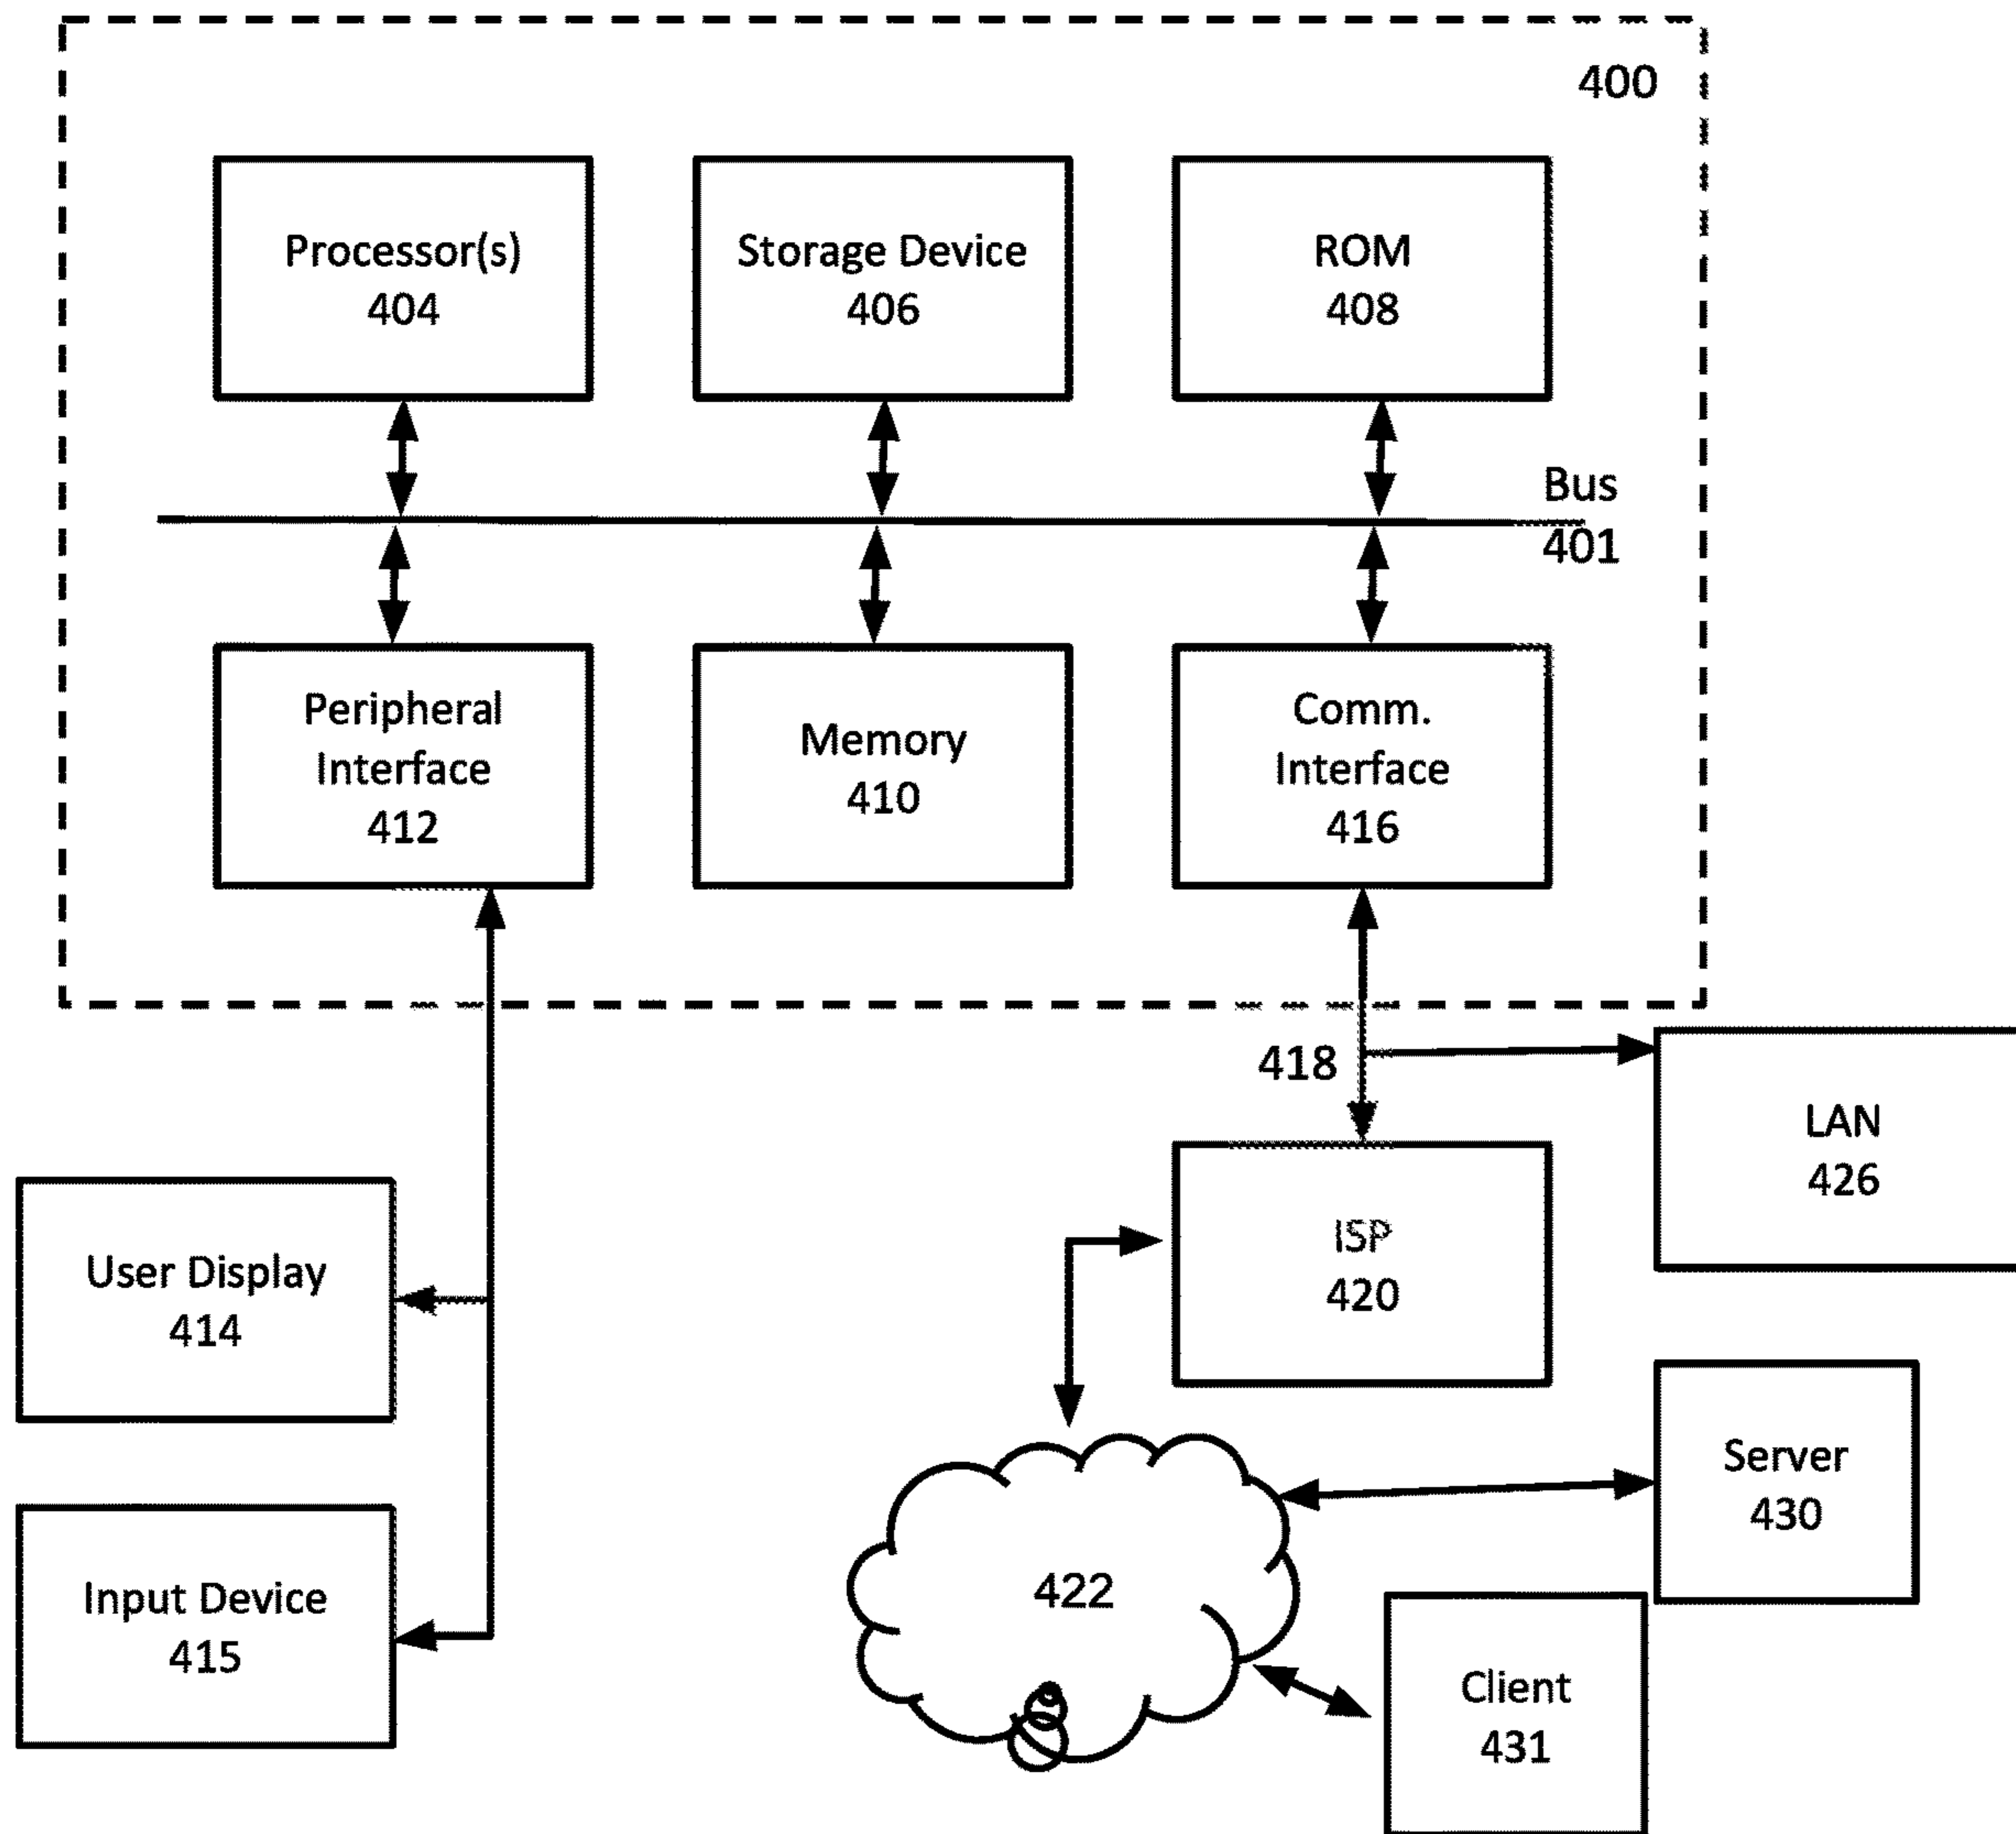 400
Processor(s)
404
Storage Device
406
ROM
408
Bus
401
Peripheral
Interface
412
Memory
410
Comm.
Interface
416
418
LAN
426
User Display
414
ISP
420
Server
430
Input Device
415
422
Client
431